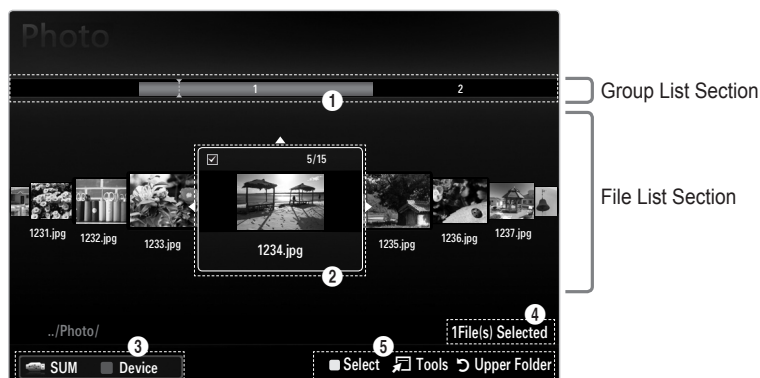 Photo
1
2
①
Group List Section
5/15
File List Section
1231.jpg
1232.jpg
1233.jpg
1234.jpg
1235.jpg
1236.jpg
1237.jpg
②
④
../Photo/
1File(s) Selected
③
⑤
SUM
Device
Select
Tools
Upper Folder